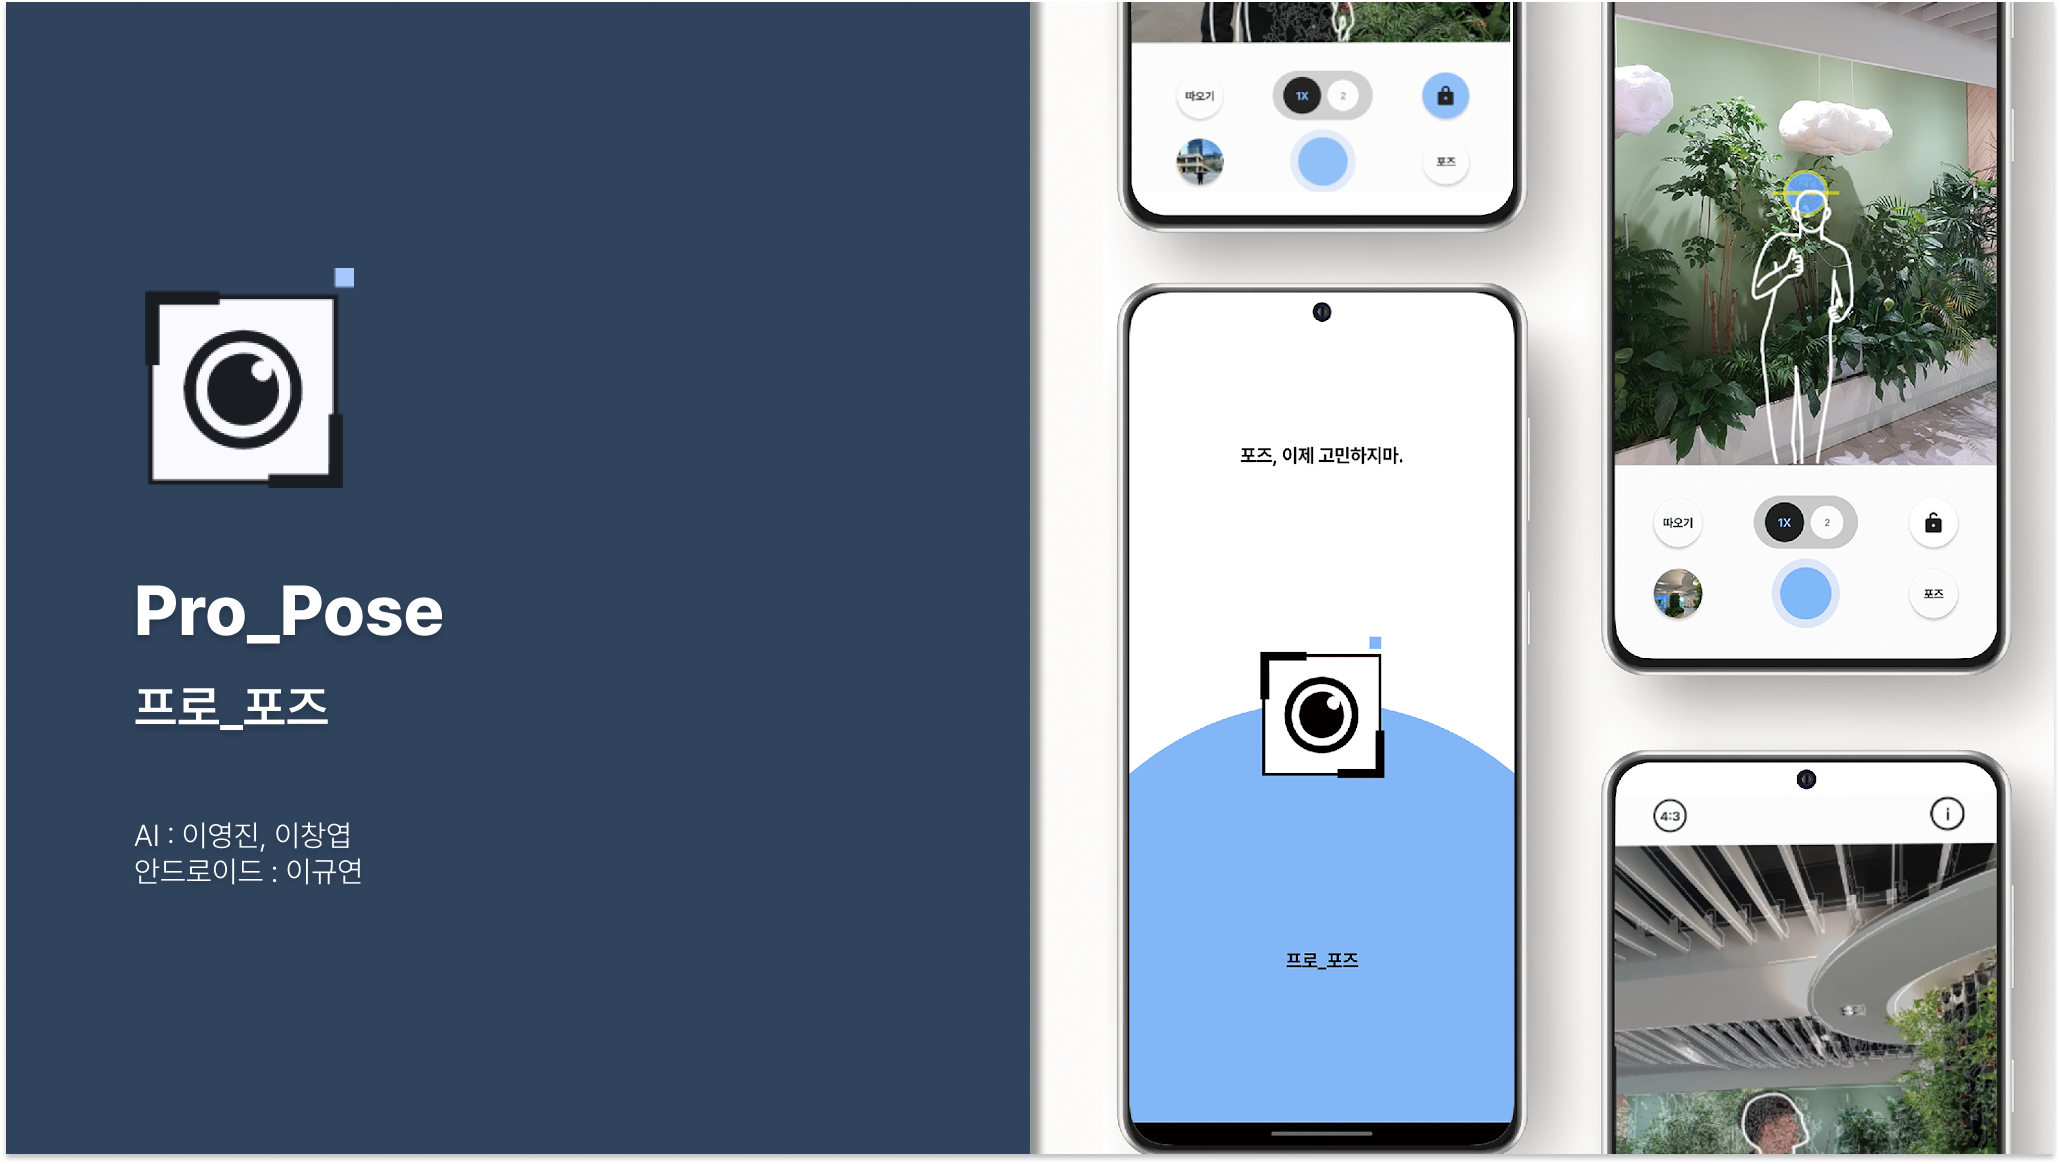 Pro_Pose
프로_포즈
AI : 이영진, 이창엽
안드로이드 : 이규연
따오기
1X
2
포즈
포즈, 이제 고민하지마.
프로_포즈
따오기
1X
2
포즈
4:3
i